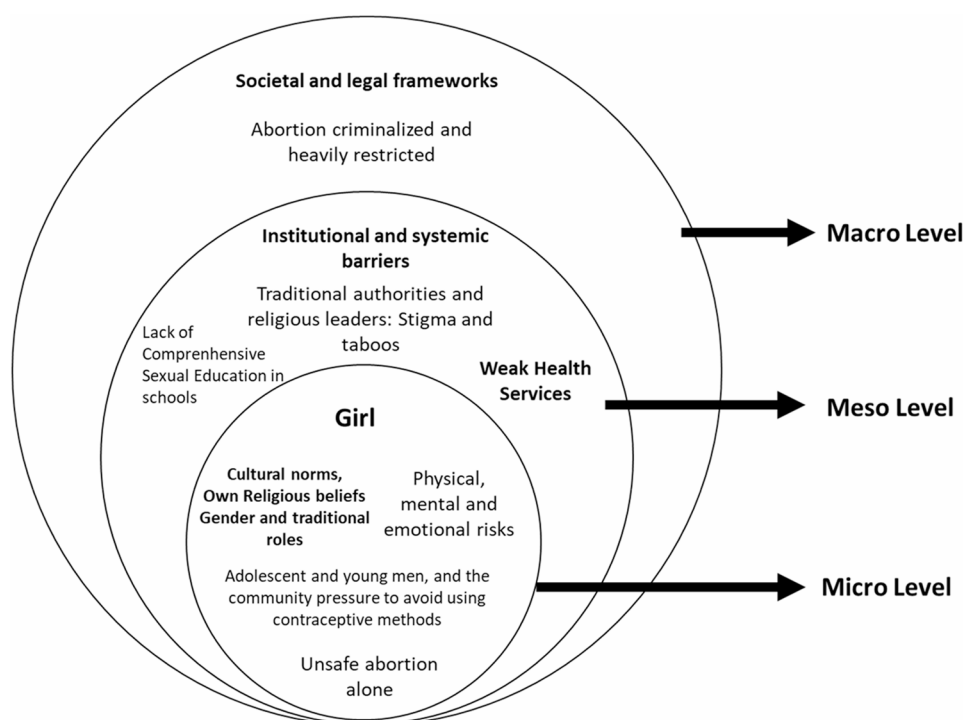 Societal and legal frameworks
Abortion criminalized and
heavily restricted
Macro Level
Institutional and systemic
barriers
Traditional authorities and
religious leaders: Stigma and
taboos
Lack of
Comprenhensive
Sexual Education in
schools
Weak Health
Services
Meso Level
Girl
Cultural norms,
Own Religious beliefs
Gender and traditional
roles
Physical,
mental and
emotional risks
Adolescent and young men, and the
community pressure to avoid using
contraceptive methods
Micro Level
Unsafe abortion
alone